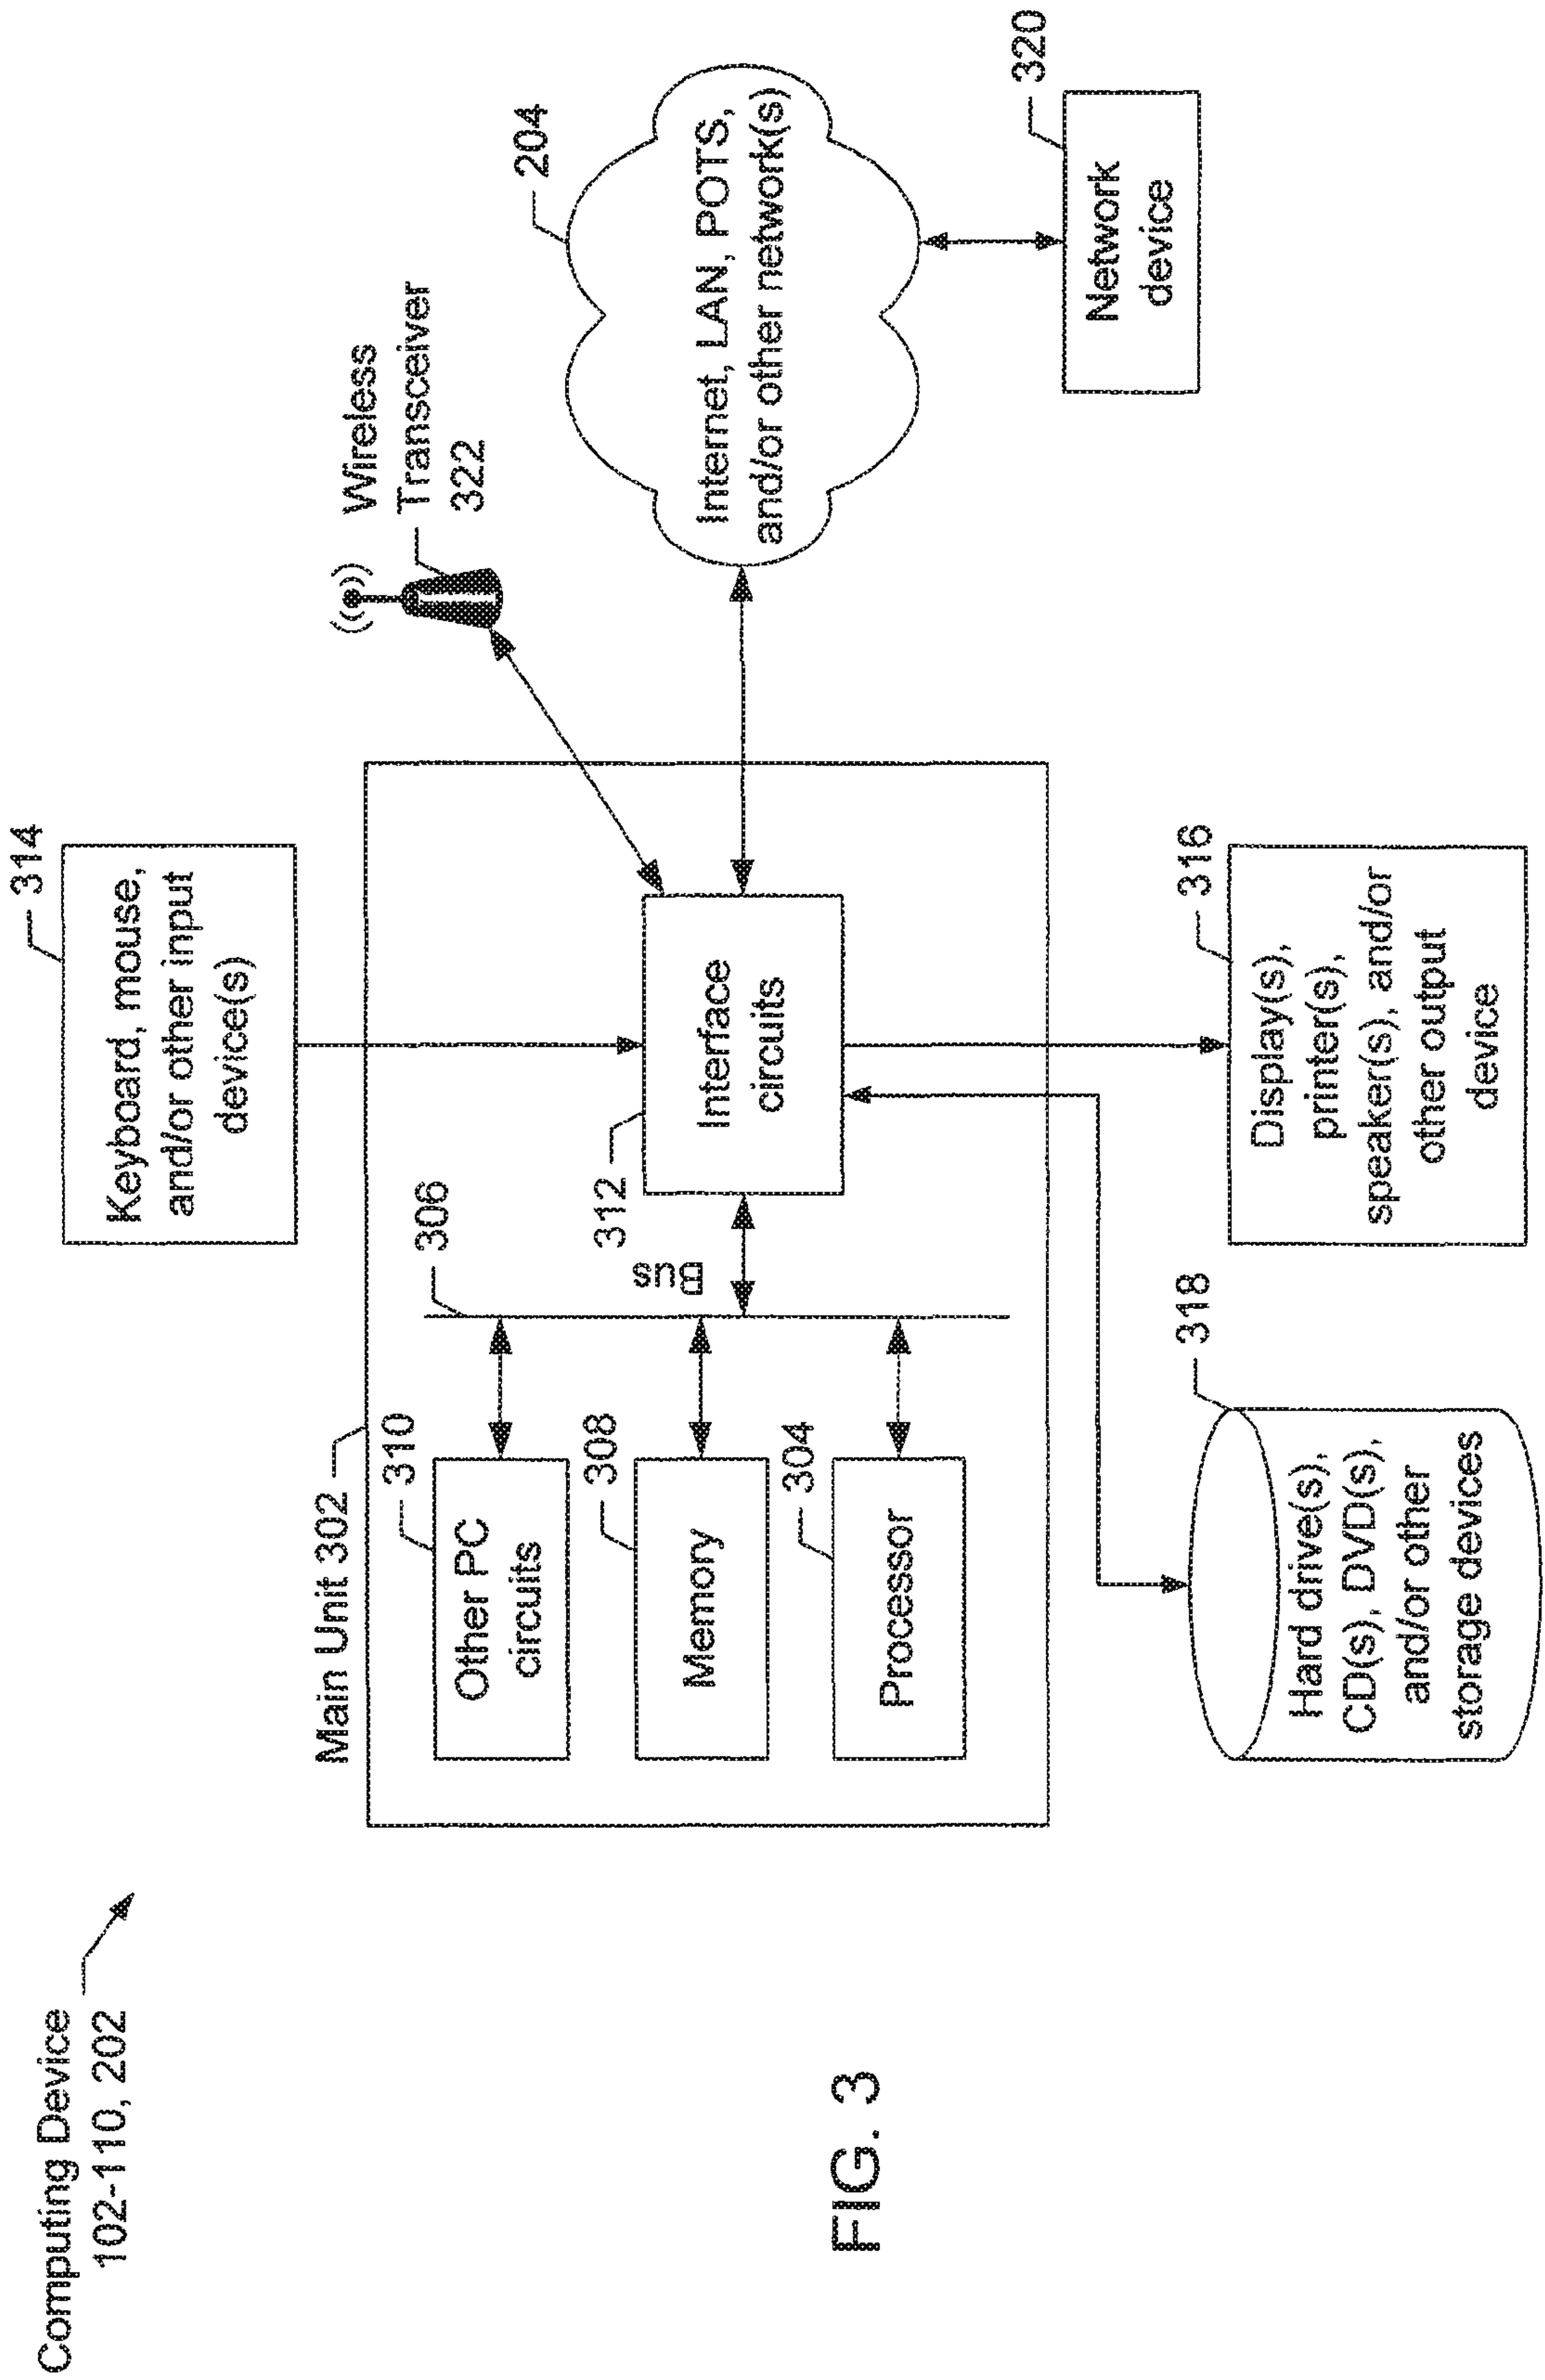 Computing Device
102-110, 202
314
Keyboard, mouse,
and/or other input
device(s)
Main Unit 302
Wireless
Transceiver
322
204
Internet, LAN, POTS,
and/or other network(s)
320
Network
device
306
Bus
310
Other PC
circuits
308
Memory
304
Processor
312
Interface
circuits
318
Hard drive(s),
CD(s), DVD(s),
and/or other
storage devices
316
Display(s),
printer(s),
speaker(s), and/or
other output
device
FIG. 3